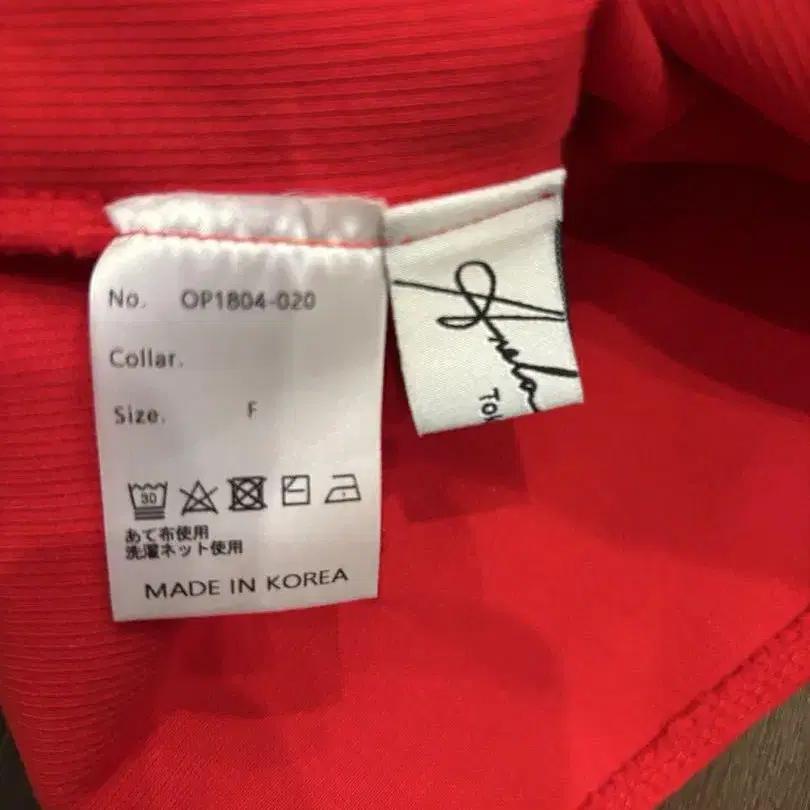 No. OP1804-020
Collar.
Size. F
30
あて布使用
洗濯ネット使用
MADE IN KOREA